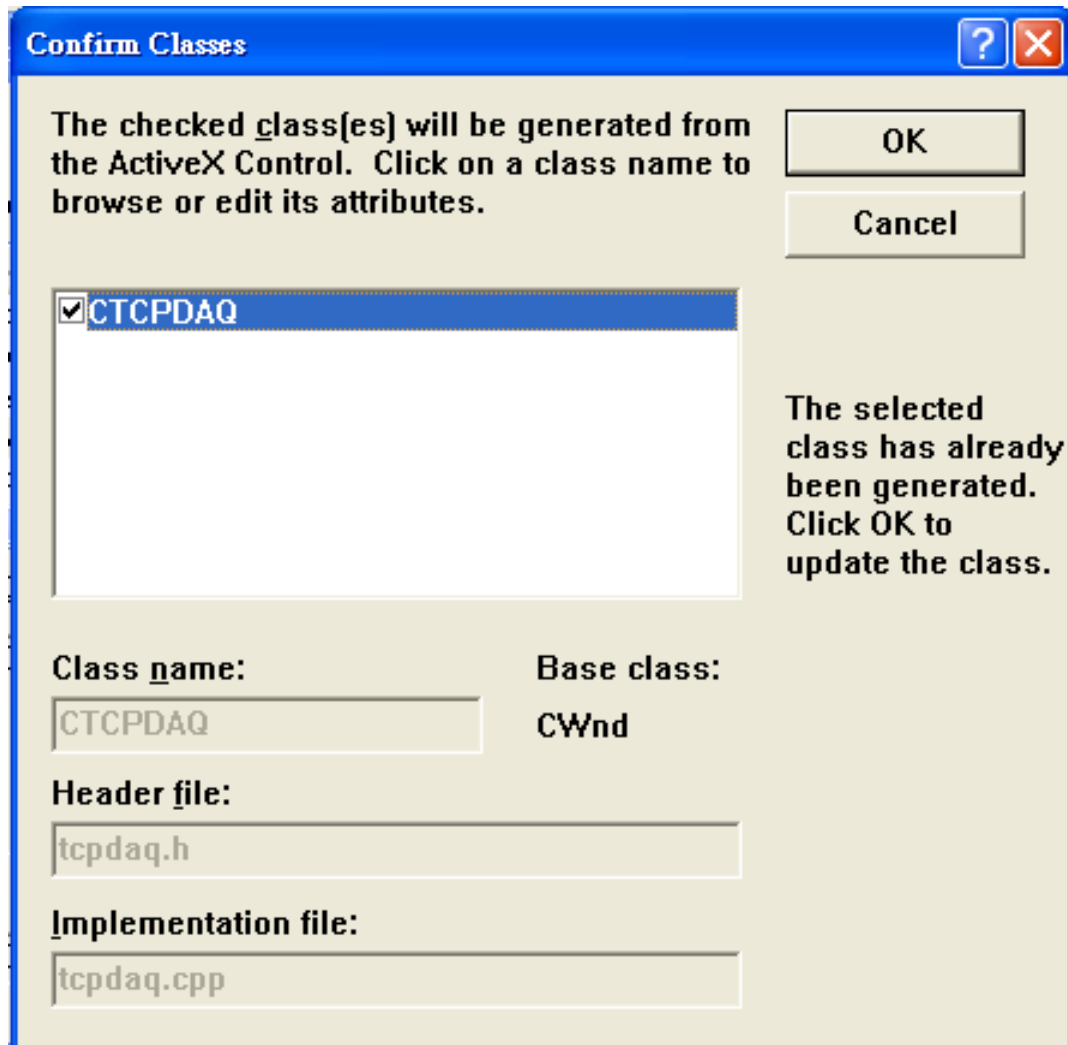 Confirm Classes
The checked class(es) will be generated from
the ActiveX Control. Click on a class name to
browse or edit its attributes.
OK
Cancel
CTCPDAQ
The selected
class has already
been generated.
Click OK to
update the class.
Class name:
Base class:
CTCPDAQ
CWnd
Header file:
tcpdaq.h
Implementation file:
tcpdaq.cpp